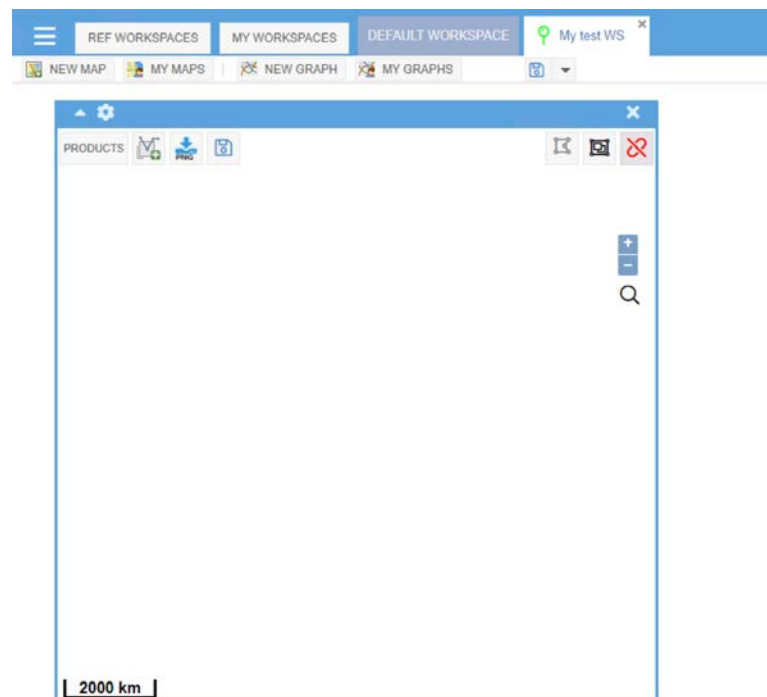 REF WORKSPACES MY WORKSPACES DEFAULT WORKSPACE My test WS
NEW MAP MY MAPS NEW GRAPH MY GRAPHS
PRODUCTS PNG
2000 km